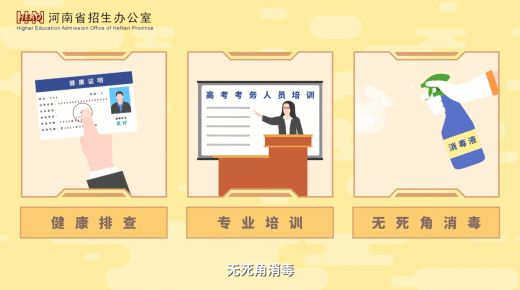 HEAO 河南省招生办公室
Higher Education Admission Office of HeNan Province
健康证明
高考考务人员培训
消毒液
健康排查
专业培训
无死角消毒
无死角消毒